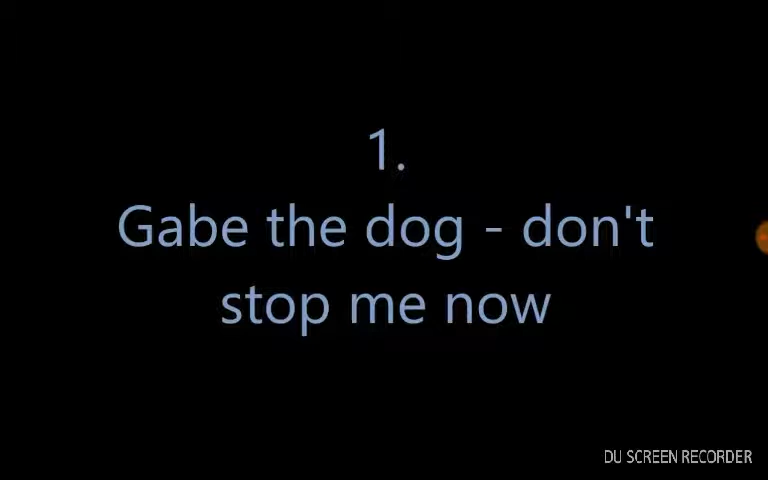 1.
Gabe the dog - don't
stop me now
DU SCREEN RECORDER